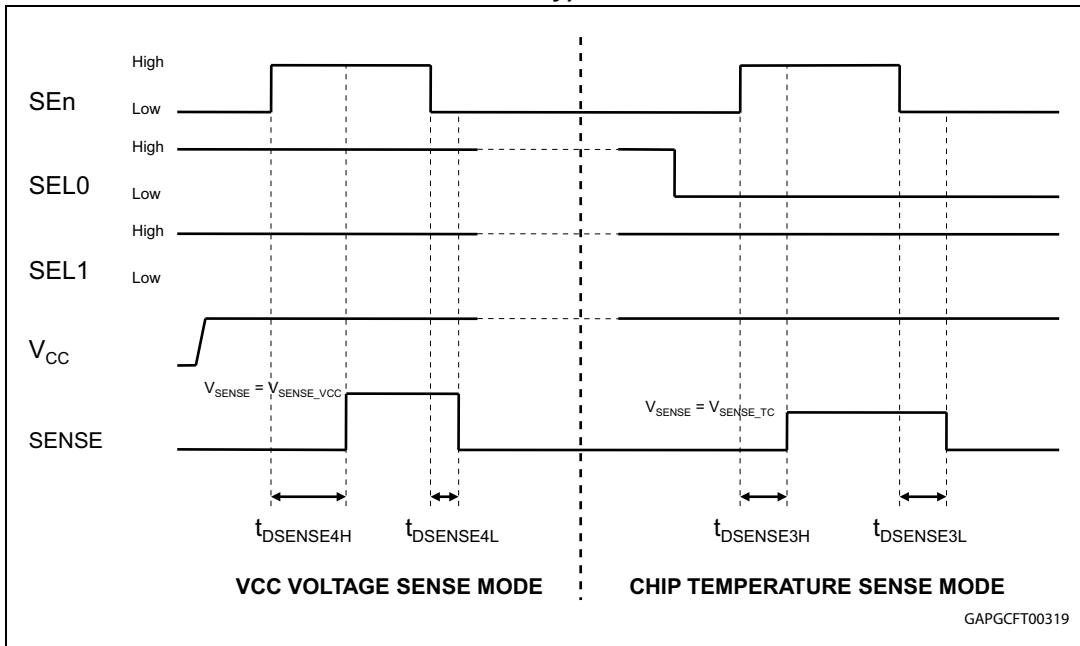 High
SEn
Low
High
SEL0
Low
High
SEL1
Low
VCC
VSENSE = VSENSE_VCC
VSENSE = VSENSE_TC
SENSE
tDSENSE4H
tDSENSE4L
tDSENSE3H
tDSENSE3L
VCC VOLTAGE SENSE MODE
CHIP TEMPERATURE SENSE MODE
GAPGCFT00319